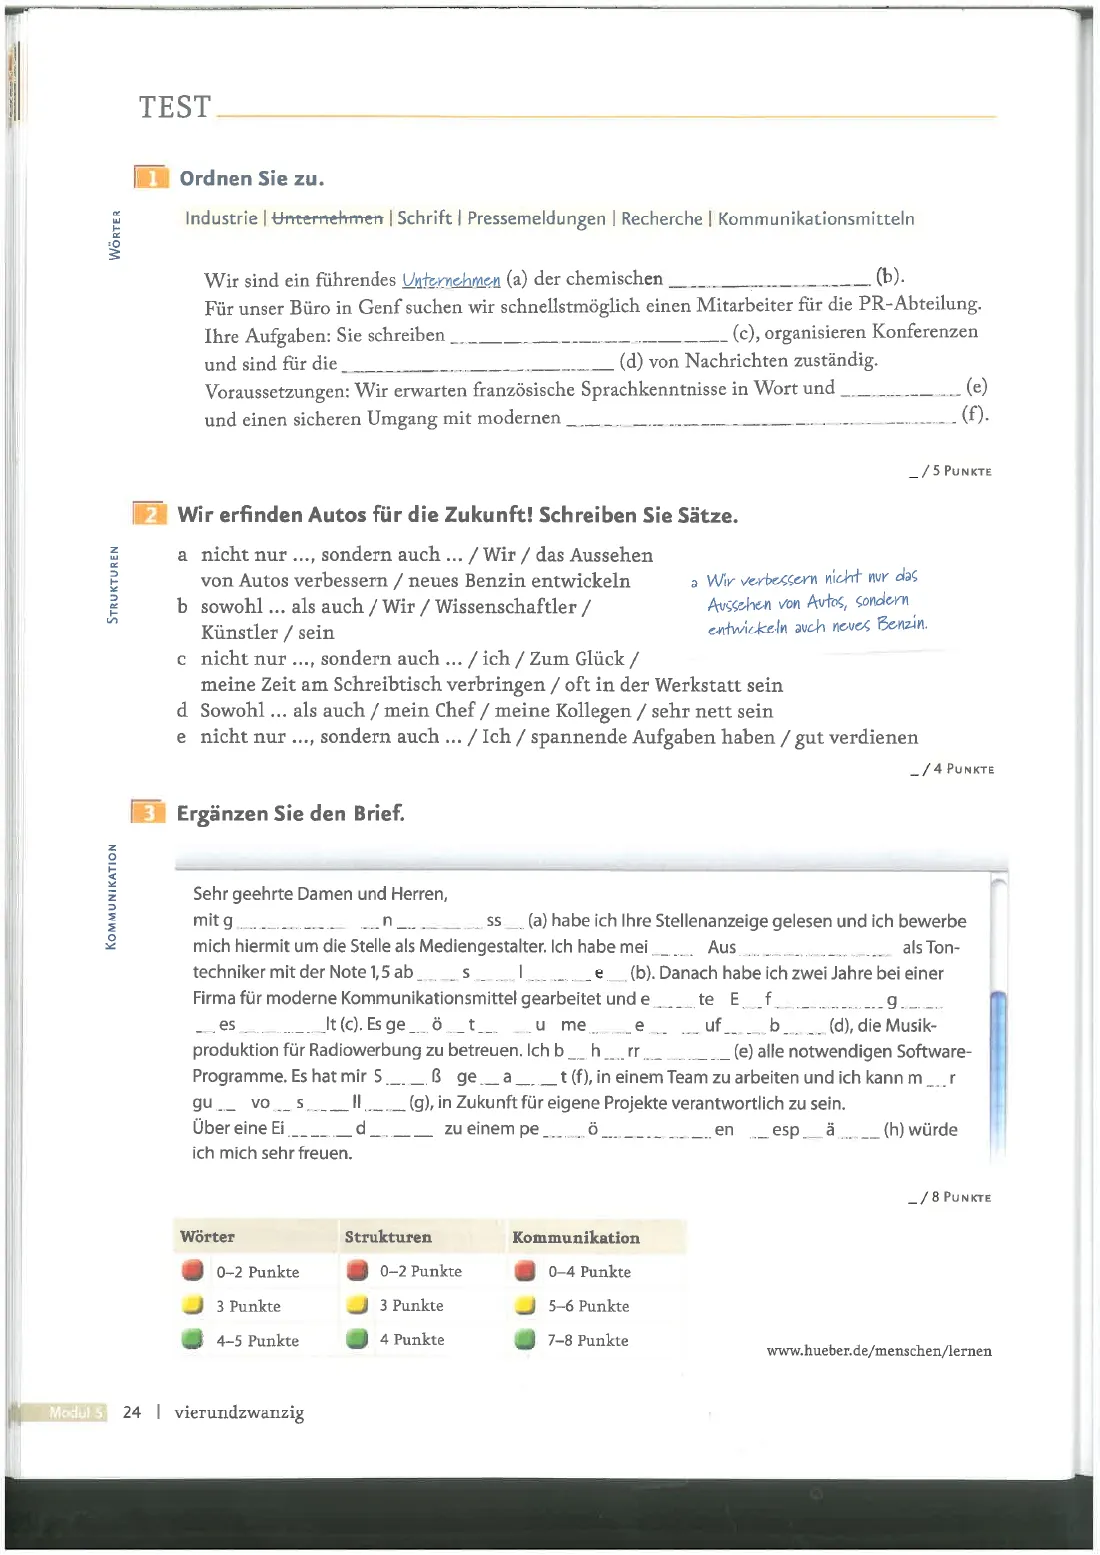 TEST
1 Ordnen Sie zu.
WÖRTER
Industrie | Unternehmen | Schrift | Pressemeldungen | Recherche | Kommunikationsmitteln
Wir sind ein führendes Unternehmen (a) der chemischen ____________________ (b).
Für unser Büro in Genf suchen wir schnellstmöglich einen Mitarbeiter für die PR-Abteilung.
Ihre Aufgaben: Sie schreiben ____________________________ (c), organisieren Konferenzen
und sind für die ____________________________ (d) von Nachrichten zuständig.
Voraussetzungen: Wir erwarten französische Sprachkenntnisse in Wort und ____________ (e)
und einen sicheren Umgang mit modernen ________________________________________ (f).
_ / 5 PUNKTE
2 Wir erfinden Autos für die Zukunft! Schreiben Sie Sätze.
STRUKTUREN
a nicht nur ..., sondern auch ... / Wir / das Aussehen
von Autos verbessern / neues Benzin entwickeln
b sowohl ... als auch / Wir / Wissenschaftler /
Künstler / sein
a Wir verbessern nicht nur das
Aussehen von Autos, sondern
entwickeln auch neues Benzin.
c nicht nur ..., sondern auch ... / ich / Zum Glück /
meine Zeit am Schreibtisch verbringen / oft in der Werkstatt sein
d Sowohl ... als auch / mein Chef / meine Kollegen / sehr nett sein
e nicht nur ..., sondern auch ... / Ich / spannende Aufgaben haben / gut verdienen
_ / 4 PUNKTE
3 Ergänzen Sie den Brief.
KOMMUNIKATION
Sehr geehrte Damen und Herren,
mit g_ _ _ _ _ _ _ n _ _ _ _ ss _ (a) habe ich Ihre Stellenanzeige gelesen und ich bewerbe
mich hiermit um die Stelle als Mediengestalter. Ich habe mei _ _ Aus _ _ _ _ _ _ _ als Ton-
techniker mit der Note 1,5 ab _ _ s _ _ l _ _ _ e _ (b). Danach habe ich zwei Jahre bei einer
Firma für moderne Kommunikationsmittel gearbeitet und e _ _ te E _ f _ _ _ _ _ g _ _
_ es _ _ _ _ lt (c). Es ge _ ö _ t _ _ u me _ _ e _ _ uf _ _ b _ _ (d), die Musik-
produktion für Radiowerbung zu betreuen. Ich b _ h _ rr _ _ _ _ (e) alle notwendigen Software-
Programme. Es hat mir S _ _ ß ge _ a _ _ t (f), in einem Team zu arbeiten und ich kann m _ r
gu _ vo _ s _ _ ll _ _ (g), in Zukunft für eigene Projekte verantwortlich zu sein.
Über eine Ei _ _ _ d _ _ _ zu einem pe _ _ ö _ _ _ _ _ en _ esp _ ä _ _ (h) würde
ich mich sehr freuen.
_ / 8 PUNKTE
Wörter Strukturen Kommunikation
0–2 Punkte 0–2 Punkte 0–4 Punkte
3 Punkte 3 Punkte 5–6 Punkte
4–5 Punkte 4 Punkte 7–8 Punkte
www.hueber.de/menschen/lernen
Modul 5 24 | vierundzwanzig